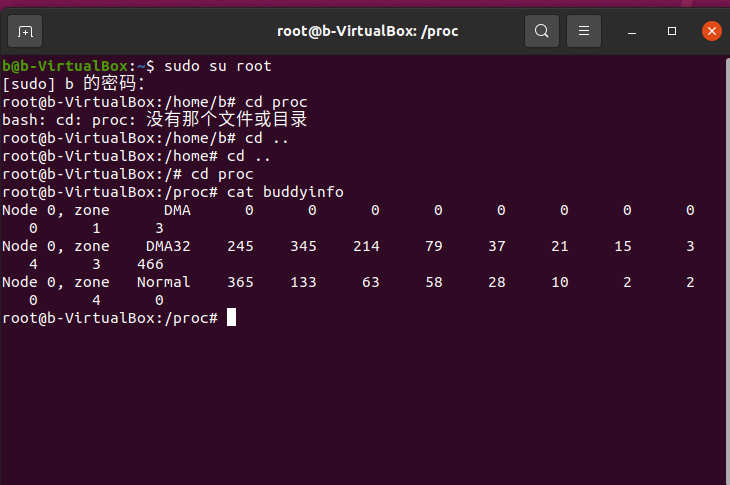 root@b-VirtualBox: /proc
b@b-VirtualBox:~$ sudo su root
[sudo] b 的密码：
root@b-VirtualBox:/home/b# cd proc
bash: cd: proc: 没有那个文件或目录
root@b-VirtualBox:/home/b# cd ..
root@b-VirtualBox:/home# cd ..
root@b-VirtualBox:/# cd proc
root@b-VirtualBox:/proc# cat buddyinfo
Node 0, zone      DMA      0      0      0      0      0      0      0      0
   0      1      3
Node 0, zone    DMA32    245    345    214     79     37     21     15      3
   4      3    466
Node 0, zone   Normal    365    133     63     58     28     10      2      2
   0      4      0
root@b-VirtualBox:/proc#